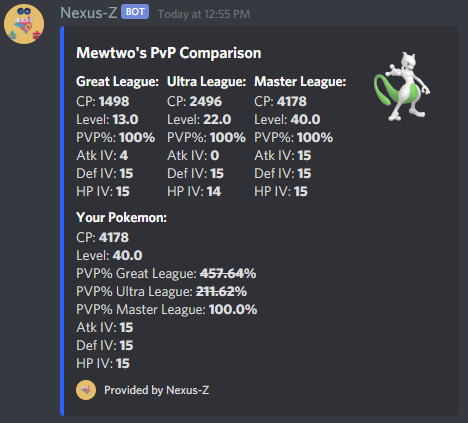 Nexus-Z BOT Today at 12:55 PM
Mewtwo's PvP Comparison
Great League: Ultra League: Master League:
CP: 1498 CP: 2496 CP: 4178
Level: 13.0 Level: 22.0 Level: 40.0
PVP%: 100% PVP%: 100% PVP%: 100%
Atk IV: 4 Atk IV: 0 Atk IV: 15
Def IV: 15 Def IV: 15 Def IV: 15
HP IV: 15 HP IV: 14 HP IV: 15
Your Pokemon:
CP: 4178
Level: 40.0
PVP% Great League: 457.64%
PVP% Ultra League: 211.62%
PVP% Master League: 100.0%
Atk IV: 15
Def IV: 15
HP IV: 15
Provided by Nexus-Z